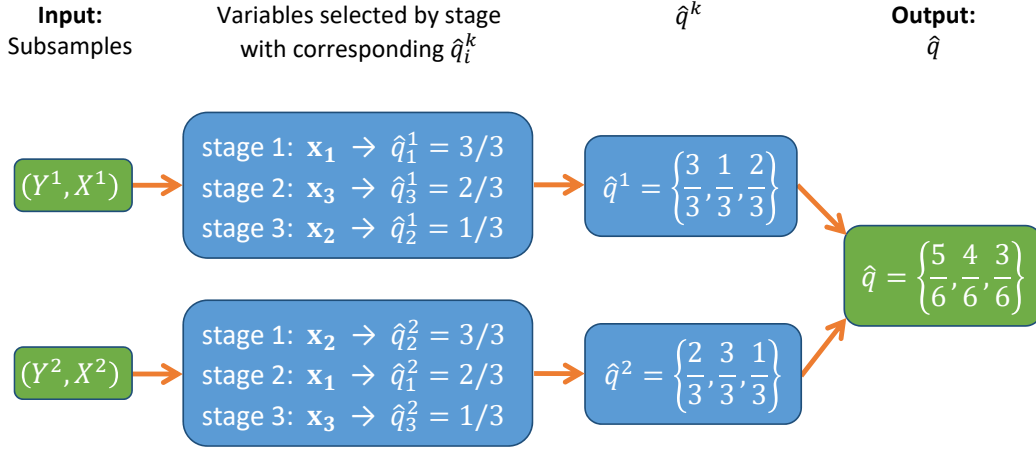 Input:
Subsamples
Variables selected by stage
with corresponding q̂ᵢᵏ
q̂ᵏ
Output:
q̂
(Y¹, X¹)
stage 1: x₁ → q̂₁¹ = 3/3
stage 2: x₃ → q̂₃¹ = 2/3
stage 3: x₂ → q̂₂¹ = 1/3
q̂¹ = {3/3, 1/3, 2/3}
q̂ = {5/6, 4/6, 3/6}
(Y², X²)
stage 1: x₂ → q̂₂² = 3/3
stage 2: x₁ → q̂₁² = 2/3
stage 3: x₃ → q̂₃² = 1/3
q̂² = {2/3, 3/3, 1/3}